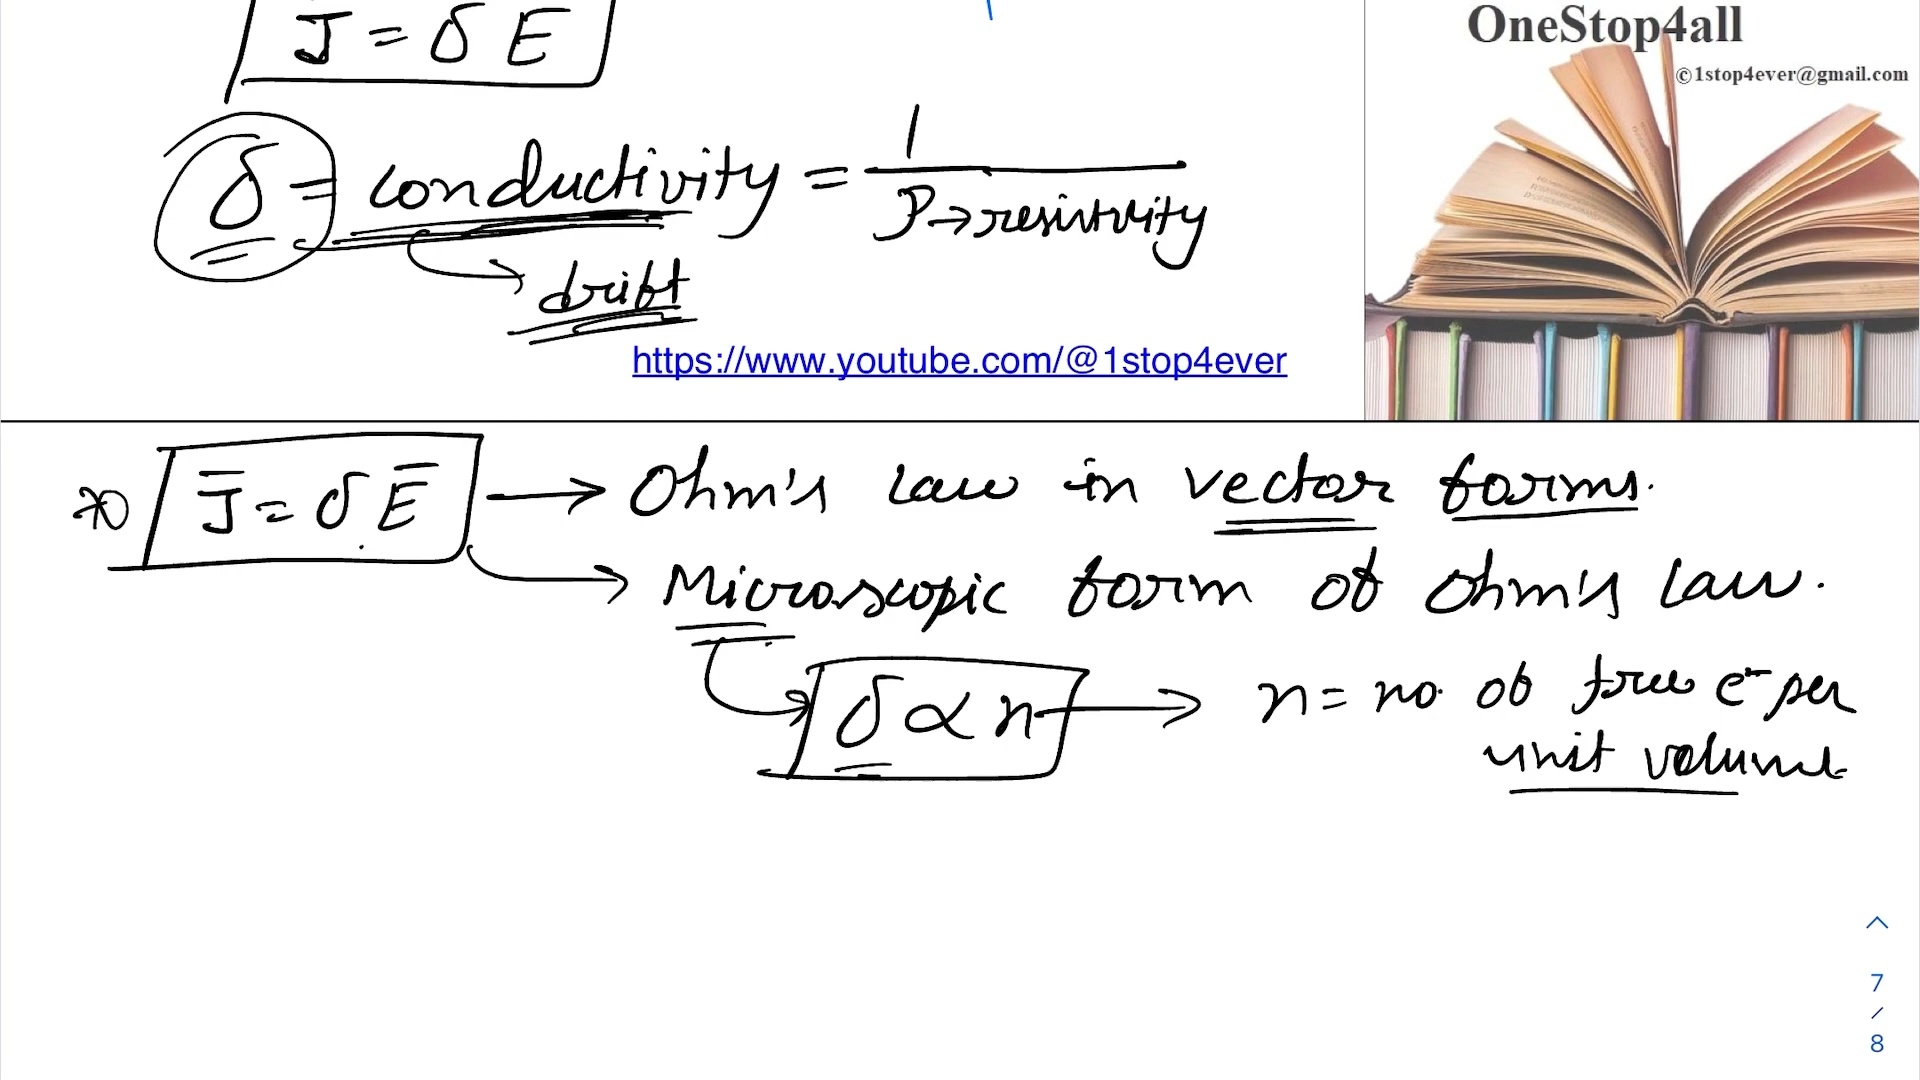 J = δ E
OneStop4all
©1stop4ever@gmail.com
δ = conductivity = 1 / ρ → resistivity
drift
https://www.youtube.com/@1stop4ever
* J̄ = δ Ē → Ohm's law in vector forms.
→ Microscopic form of ohm's law.
δ ∝ n → n = no. of free e⁻ per
unit volume
7
/
8